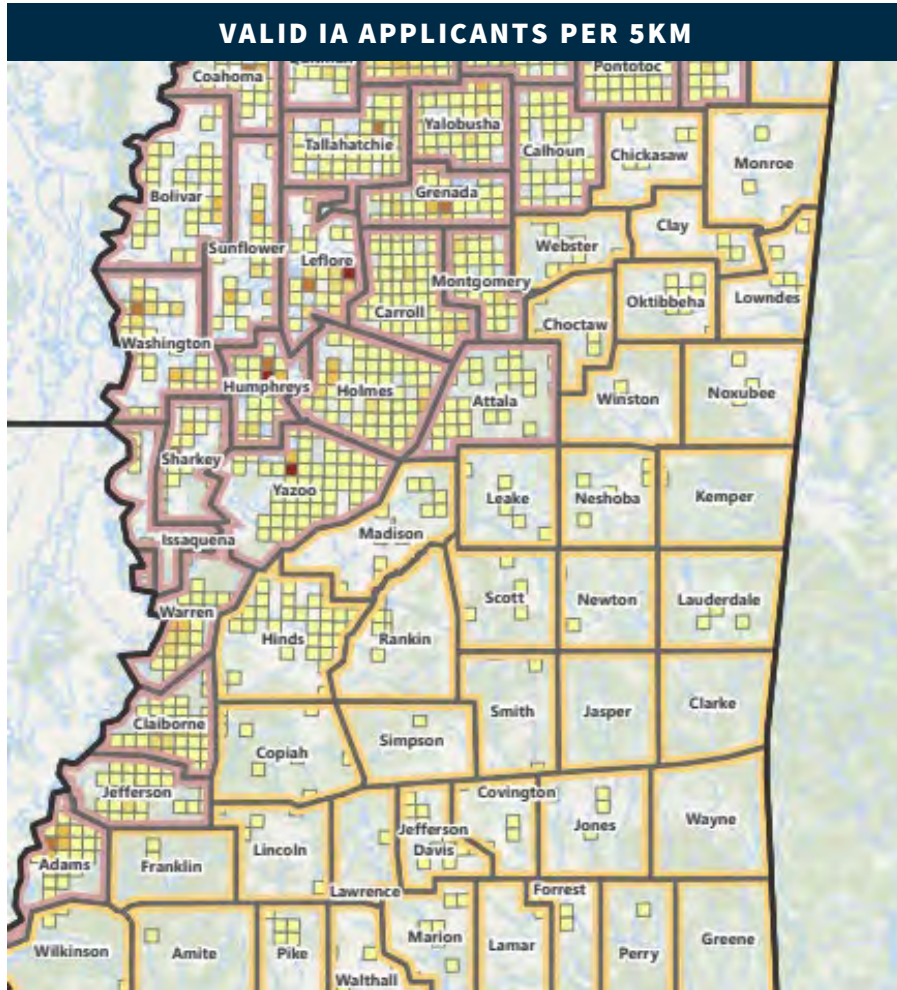 VALID IA APPLICANTS PER 5KM
Coahoma
Pontotoc
Tallahatchie
Yalobusha
Calhoun
Chickasaw
Monroe
Bolivar
Grenada
Sunflower
Leflore
Webster
Clay
Montgomery
Carroll
Oktibbeha
Lowndes
Choctaw
Washington
Humphreys
Holmes
Attala
Winston
Noxubee
Sharkey
Yazoo
Leake
Neshoba
Kemper
Issaquena
Madison
Warren
Hinds
Rankin
Scott
Newton
Lauderdale
Claiborne
Copiah
Simpson
Smith
Jasper
Clarke
Jefferson
Covington
Jefferson
Davis
Jones
Wayne
Adams
Franklin
Lincoln
Lawrence
Forrest
Wilkinson
Amite
Pike
Marion
Lamar
Perry
Greene
Walthall